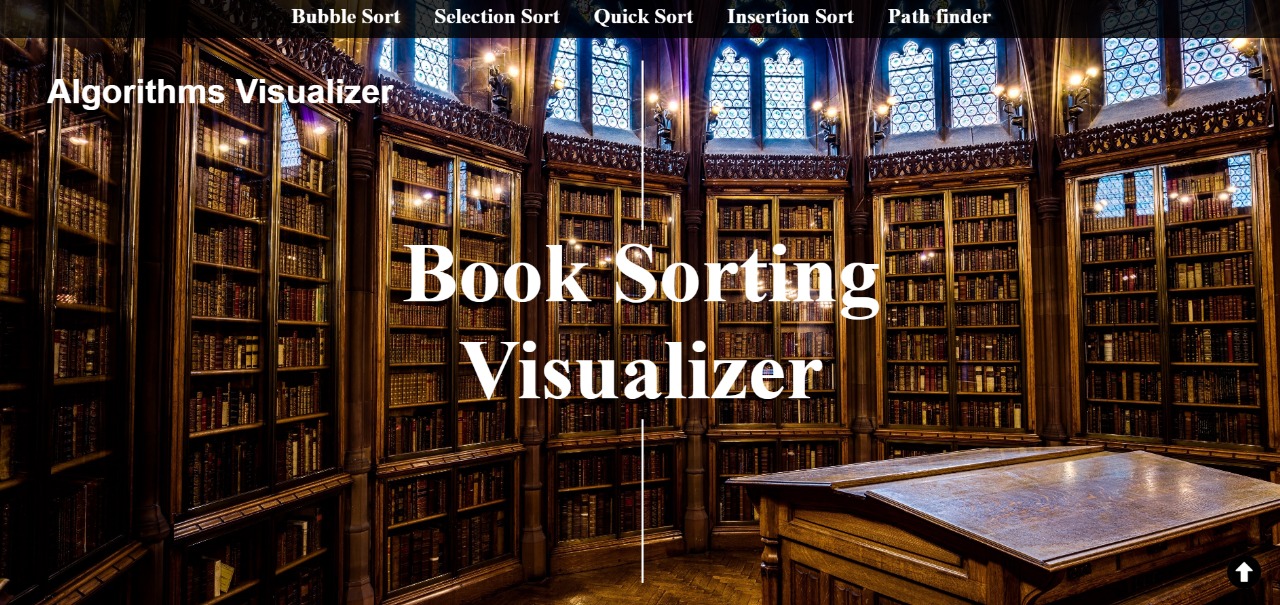 Bubble Sort Selection Sort Quick Sort Insertion Sort Path finder
Algorithms Visualizer
Book Sorting
Visualizer